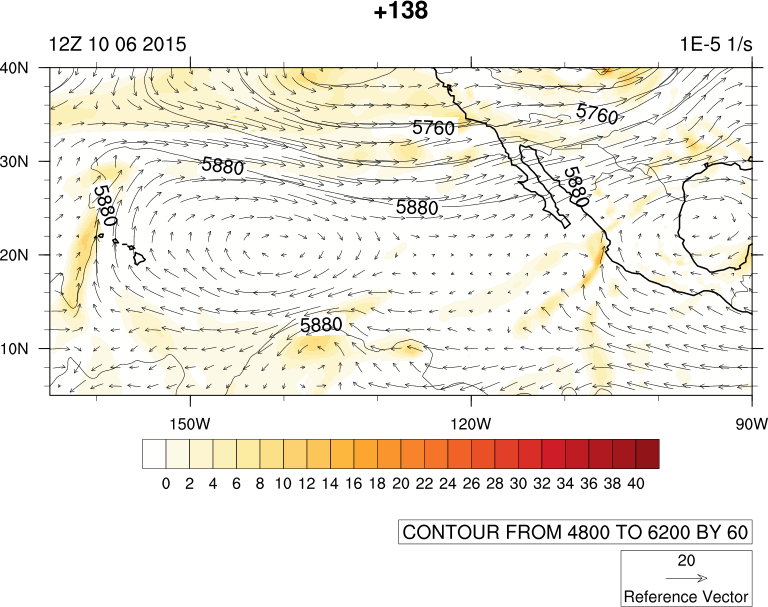 +138
12Z 10 06 2015 1E-5 1/s
40N
5760
5760
30N
5880
5880
5880
5880
20N
5880
10N
150W 120W 90W
0 2 4 6 8 10 12 14 16 18 20 22 24 26 28 30 32 34 36 38 40
CONTOUR FROM 4800 TO 6200 BY 60
20
Reference Vector